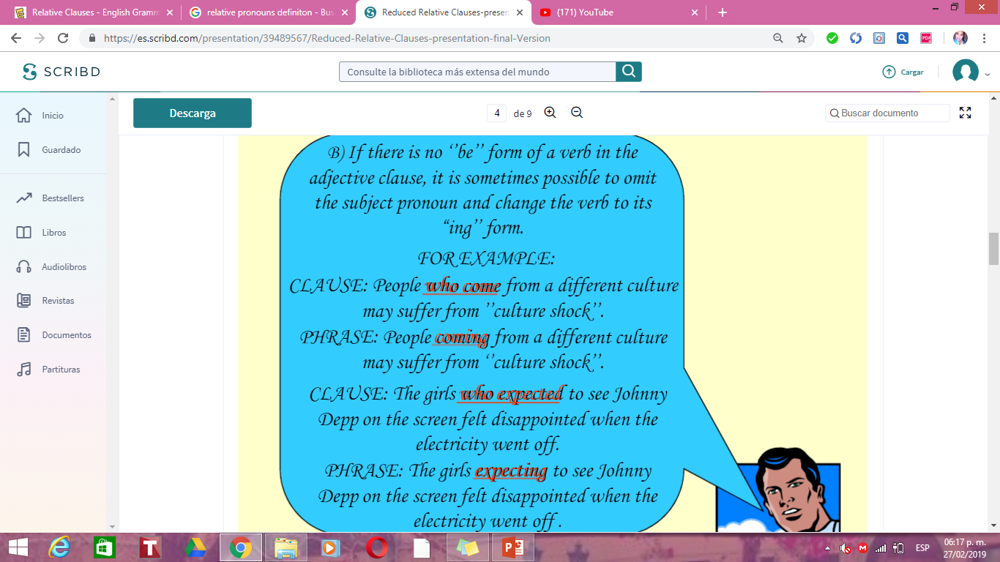 Relative Clauses - English Gramm
relative pronouns definiton - Bus
Reduced Relative Clauses-presen
(171) YouTube
https://es.scribd.com/presentation/39489567/Reduced-Relative-Clauses-presentation-final-Version
PDF
SCRIBD
Consulte la biblioteca más extensa del mundo
Cargar
Inicio
Guardado
Bestsellers
Libros
Audiolibros
Revistas
Documentos
Partituras
Descarga
4 de 9
Buscar documento
B) If there is no ‘’be’’ form of a verb in the
adjective clause, it is sometimes possible to omit
the subject pronoun and change the verb to its
“ing’’ form.
FOR EXAMPLE:
CLAUSE: People who come from a different culture
may suffer from ’’culture shock’’.
PHRASE: People coming from a different culture
may suffer from ‘’culture shock’’.
CLAUSE: The girls who expected to see Johnny
Depp on the screen felt disappointed when the
electricity went off.
PHRASE: The girls expecting to see Johnny
Depp on the screen felt disappointed when the
electricity went off .
ESP
06:17 p. m.
27/02/2019